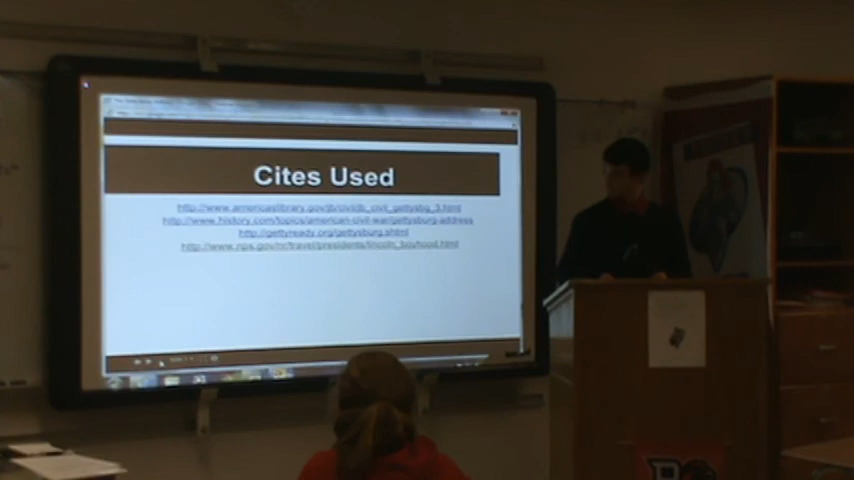 Cites Used
http://www.americaslibrary.gov/jb/civil/jb_civil_gettysbg_3.html
http://www.history.com/topics/american-civil-war/gettysburg-address
http://gettyready.org/gettysburg.shtml
http://www.nps.gov/nr/travel/presidents/lincoln_boyhood.html